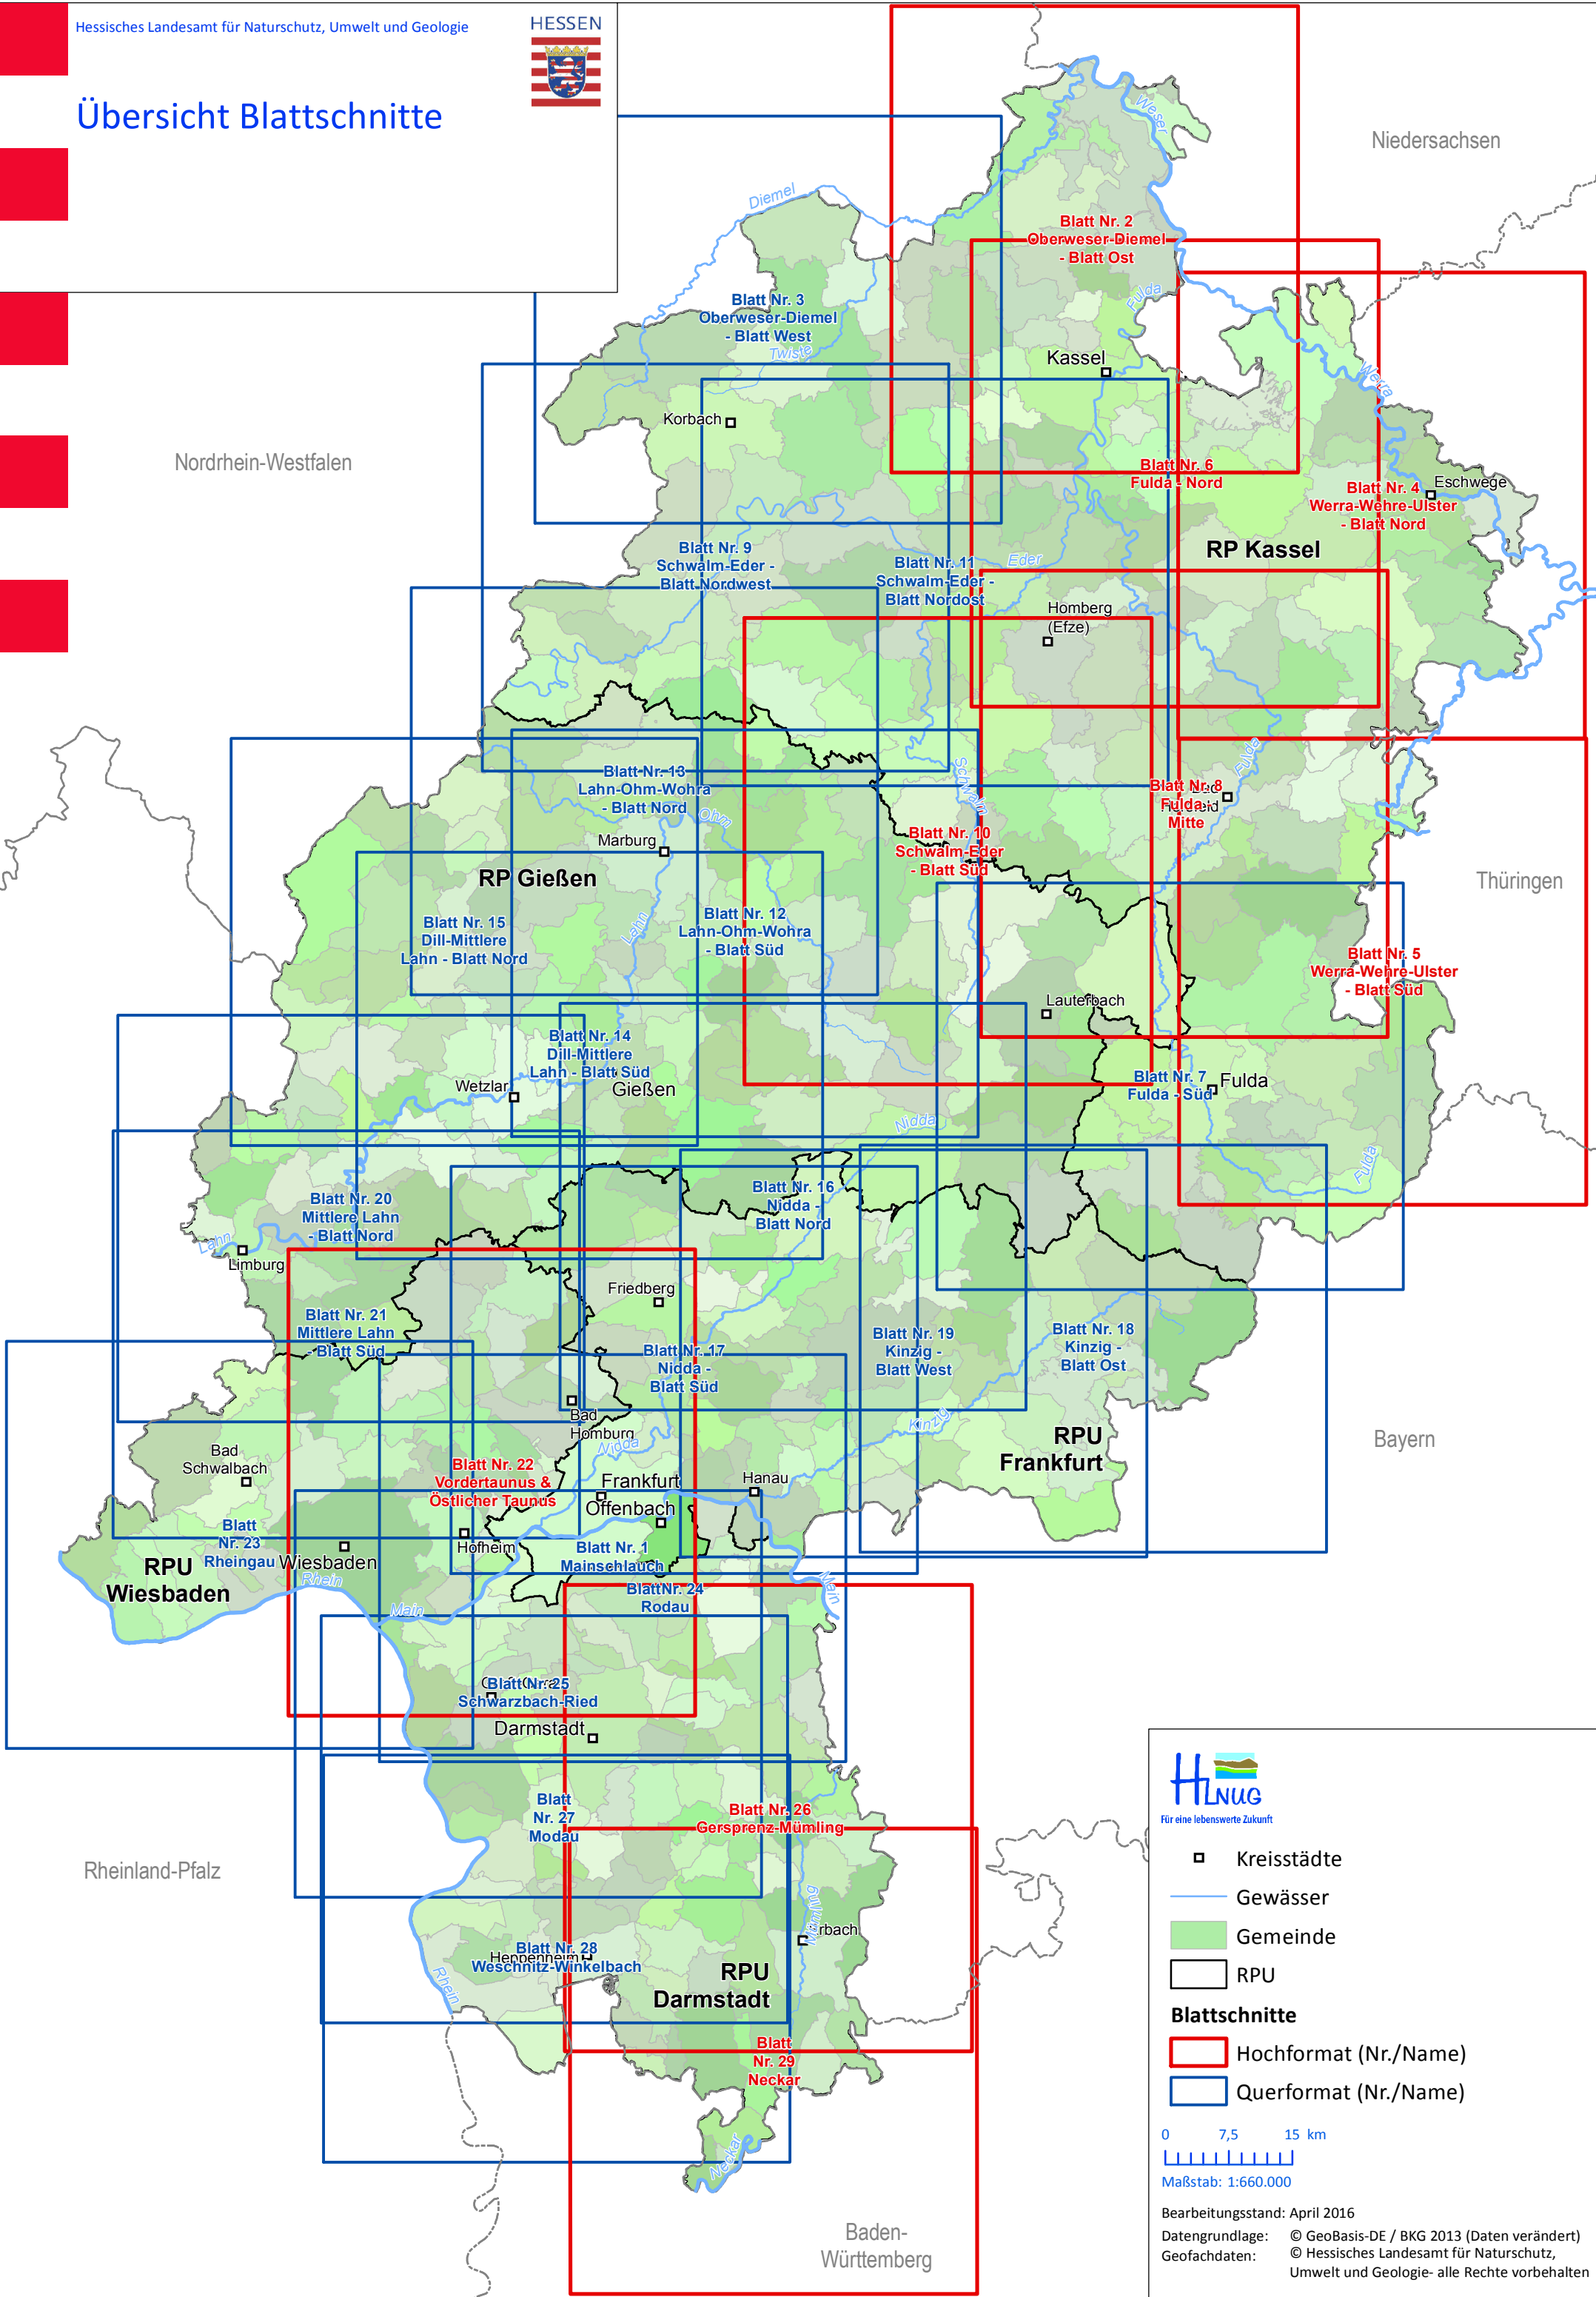 Hessisches Landesamt für Naturschutz, Umwelt und Geologie
HESSEN
Übersicht Blattschnitte
Niedersachsen
Weser
Diemel
Blatt Nr. 2
Oberweser-Diemel
- Blatt Ost
Fulda
Blatt Nr. 3
Oberweser-Diemel
- Blatt West
Twiste
Kassel
Werra
Korbach
Nordrhein-Westfalen
Blatt Nr. 6
Fulda - Nord
Eschwege
Blatt Nr. 4
Werra-Wehre-Ulster
- Blatt Nord
RP Kassel
Blatt Nr. 9
Schwalm-Eder -
Blatt Nordwest
Blatt Nr. 11
Schwalm-Eder -
Blatt Nordost
Eder
Homberg
(Efze)
Fulda
Schwalm
Blatt Nr. 13
Lahn-Ohm-Wohra
- Blatt Nord
Ohm
Blatt Nr. 8
Fulda-
Mitte
Marburg
Blatt Nr. 10
Schwalm-Eder
- Blatt Süd
RP Gießen
Thüringen
Blatt Nr. 15
Dill-Mittlere
Lahn - Blatt Nord
Lahn
Blatt Nr. 12
Lahn-Ohm-Wohra
- Blatt Süd
Blatt Nr. 5
Werra-Wehre-Ulster
- Blatt Süd
Lauterbach
Blatt Nr. 14
Dill-Mittlere
Lahn - Blatt Süd
Wetzlar
Gießen
Blatt Nr. 7
Fulda - Süd
Fulda
Nidda
Fulda
Blatt Nr. 20
Mittlere Lahn
- Blatt Nord
Blatt Nr. 16
Nidda -
Blatt Nord
Lahn
Limburg
Friedberg
Blatt Nr. 21
Mittlere Lahn
- Blatt Süd
Blatt Nr. 17
Nidda -
Blatt Süd
Blatt Nr. 19
Kinzig -
Blatt West
Blatt Nr. 18
Kinzig -
Blatt Ost
Bad
Homburg
Kinzig
Nidda
RPU
Frankfurt
Bayern
Bad
Schwalbach
Blatt Nr. 22
Vordertaunus &
Östlicher Taunus
Frankfurt
Hanau
Offenbach
Blatt
Nr. 23
Rheingau
Hofheim
Wiesbaden
Blatt Nr. 1
Mainschlauch
RPU
Wiesbaden
Rhein
Main
Main
Blatt Nr. 24
Rodau
Blatt Nr. 25
Schwarzbach-Ried
Darmstadt
Blatt
Nr. 27
Modau
Blatt Nr. 26
Gersprenz-Mümling
Rheinland-Pfalz
Mümling
rbach
Blatt Nr. 28
Heppenheim
Weschnitz-Winkelbach
Rhein
RPU
Darmstadt
Blatt
Nr. 29
Neckar
Neckar
Baden-
Württemberg
HLNUG
Für eine lebenswerte Zukunft
Kreisstädte
Gewässer
Gemeinde
RPU
Blattschnitte
Hochformat (Nr./Name)
Querformat (Nr./Name)
0 7,5 15 km
Maßstab: 1:660.000
Bearbeitungsstand: April 2016
Datengrundlage: © GeoBasis-DE / BKG 2013 (Daten verändert)
Geofachdaten: © Hessisches Landesamt für Naturschutz,
Umwelt und Geologie- alle Rechte vorbehalten